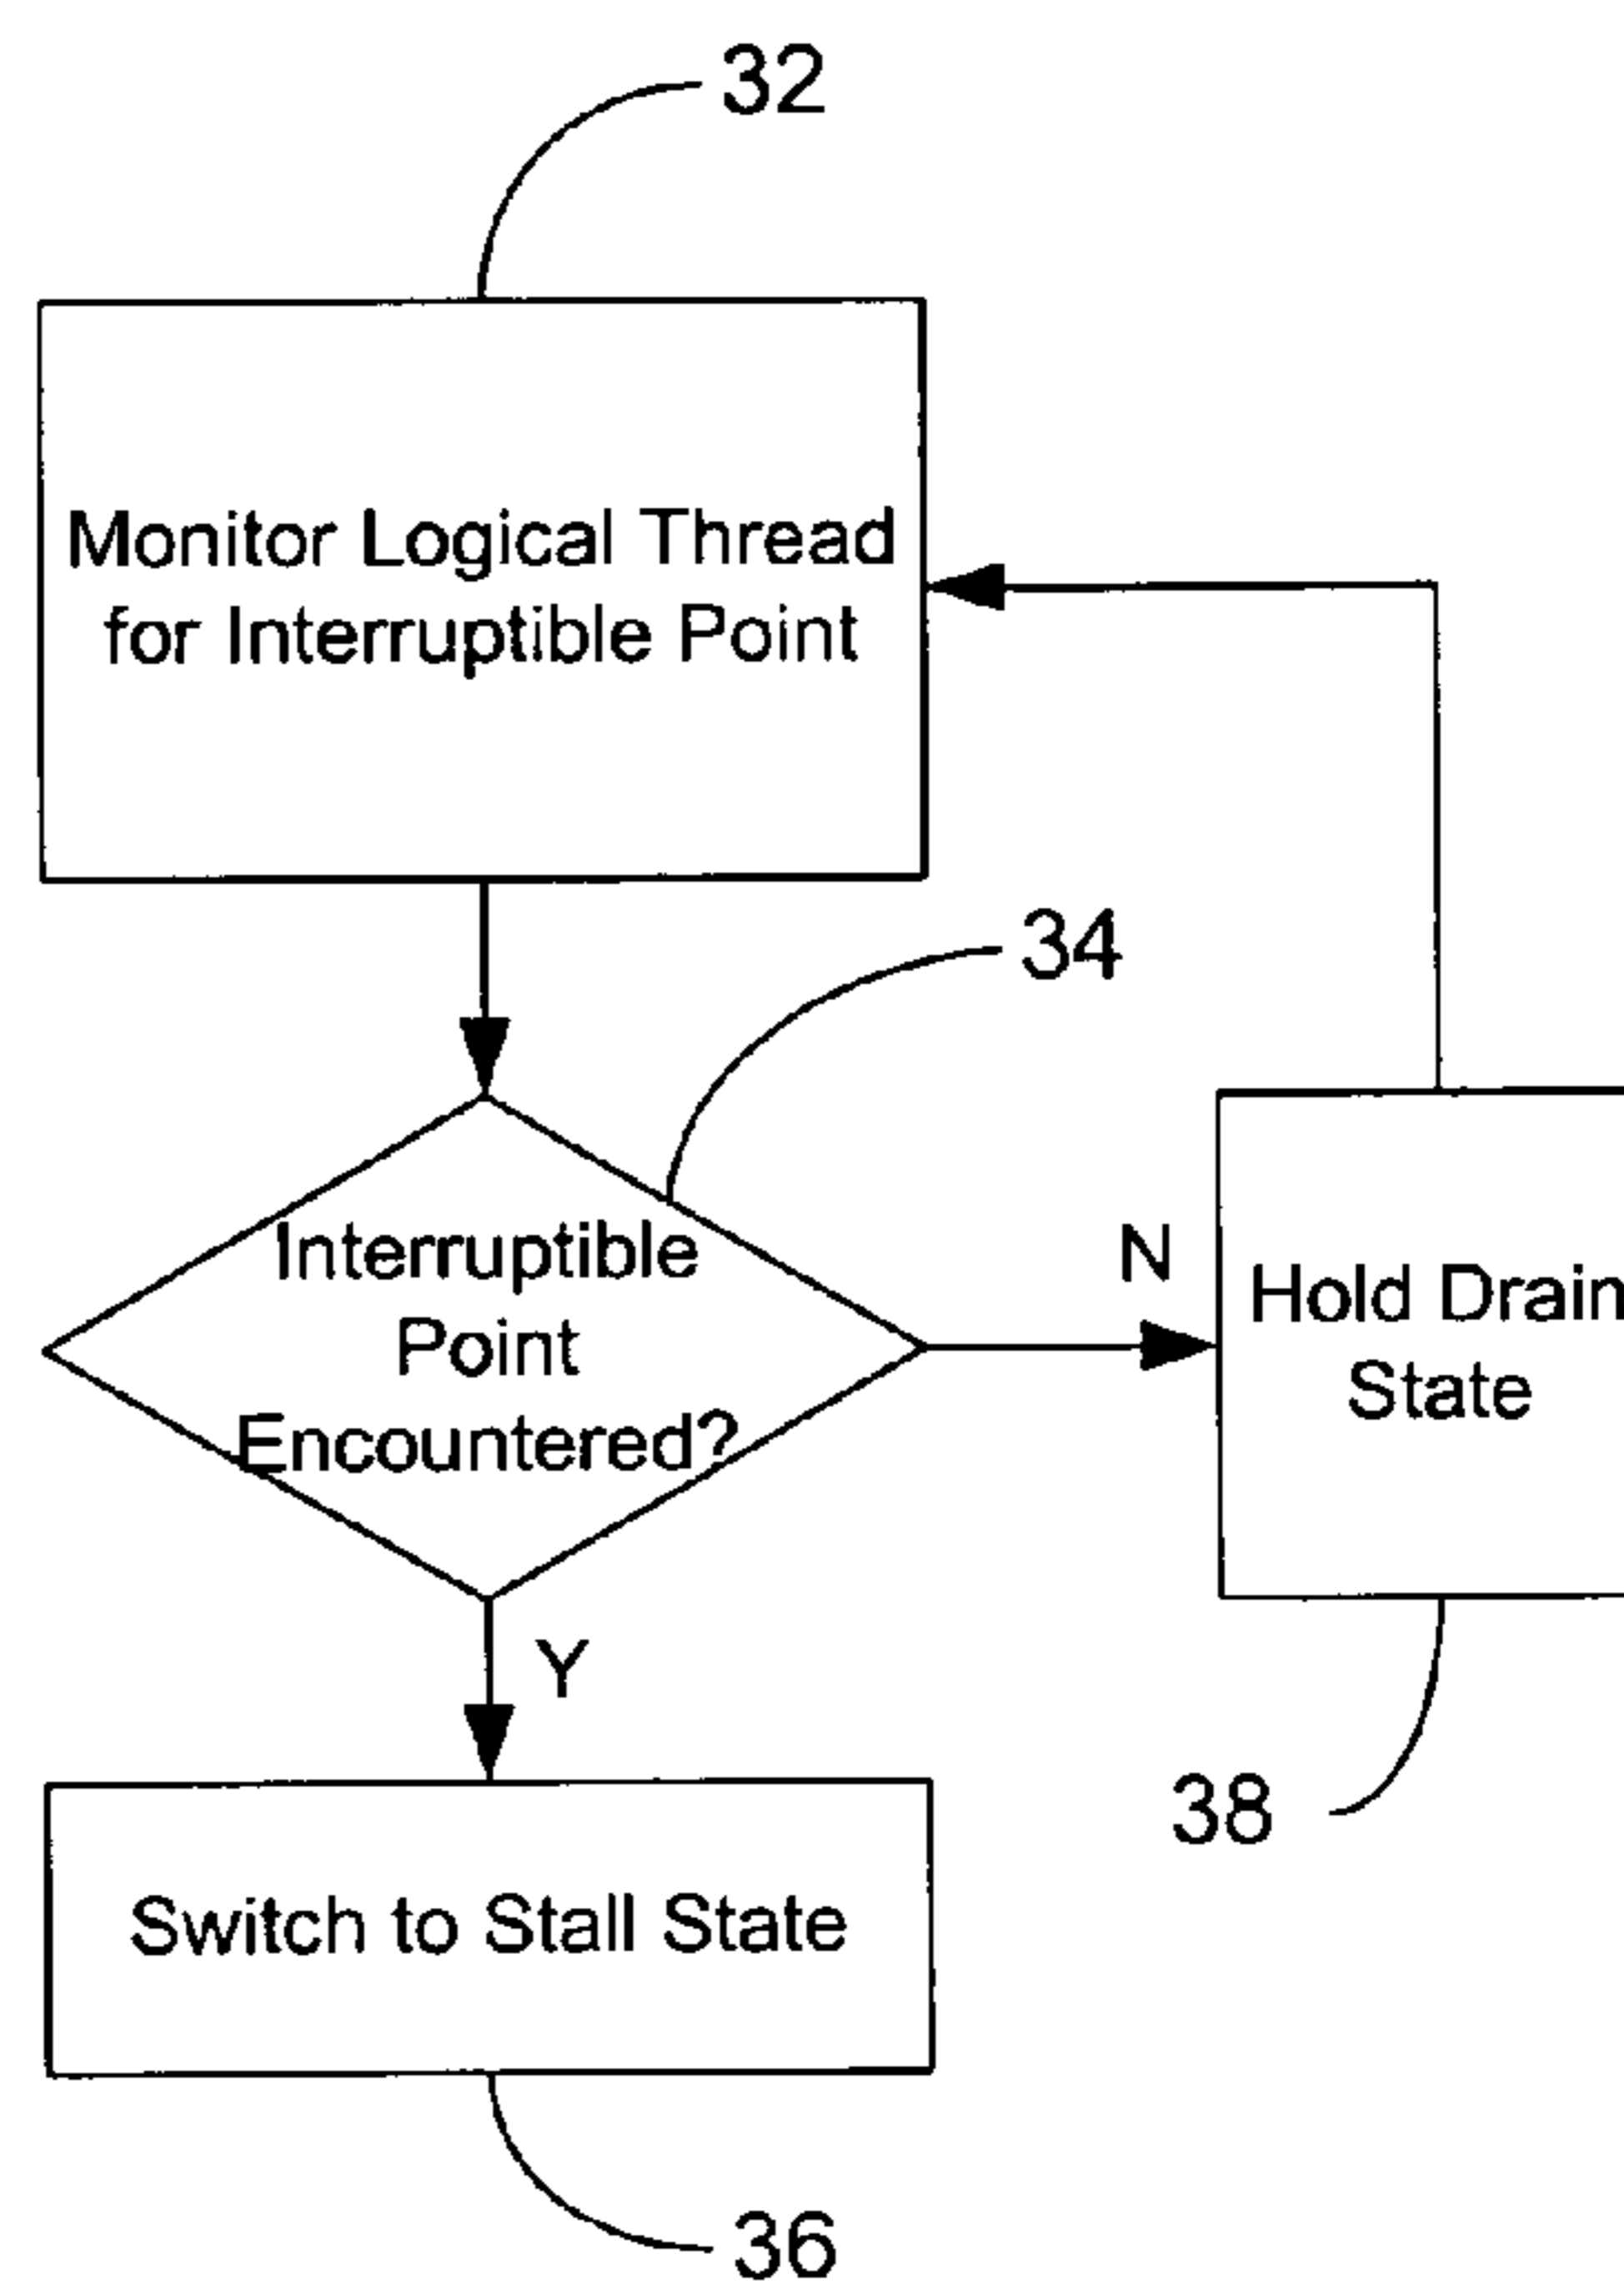 32
Monitor Logical Thread
for Interruptible Point
34
Interruptible
Point
Encountered?
N
Hold Drain
State
Y
38
Switch to Stall State
36